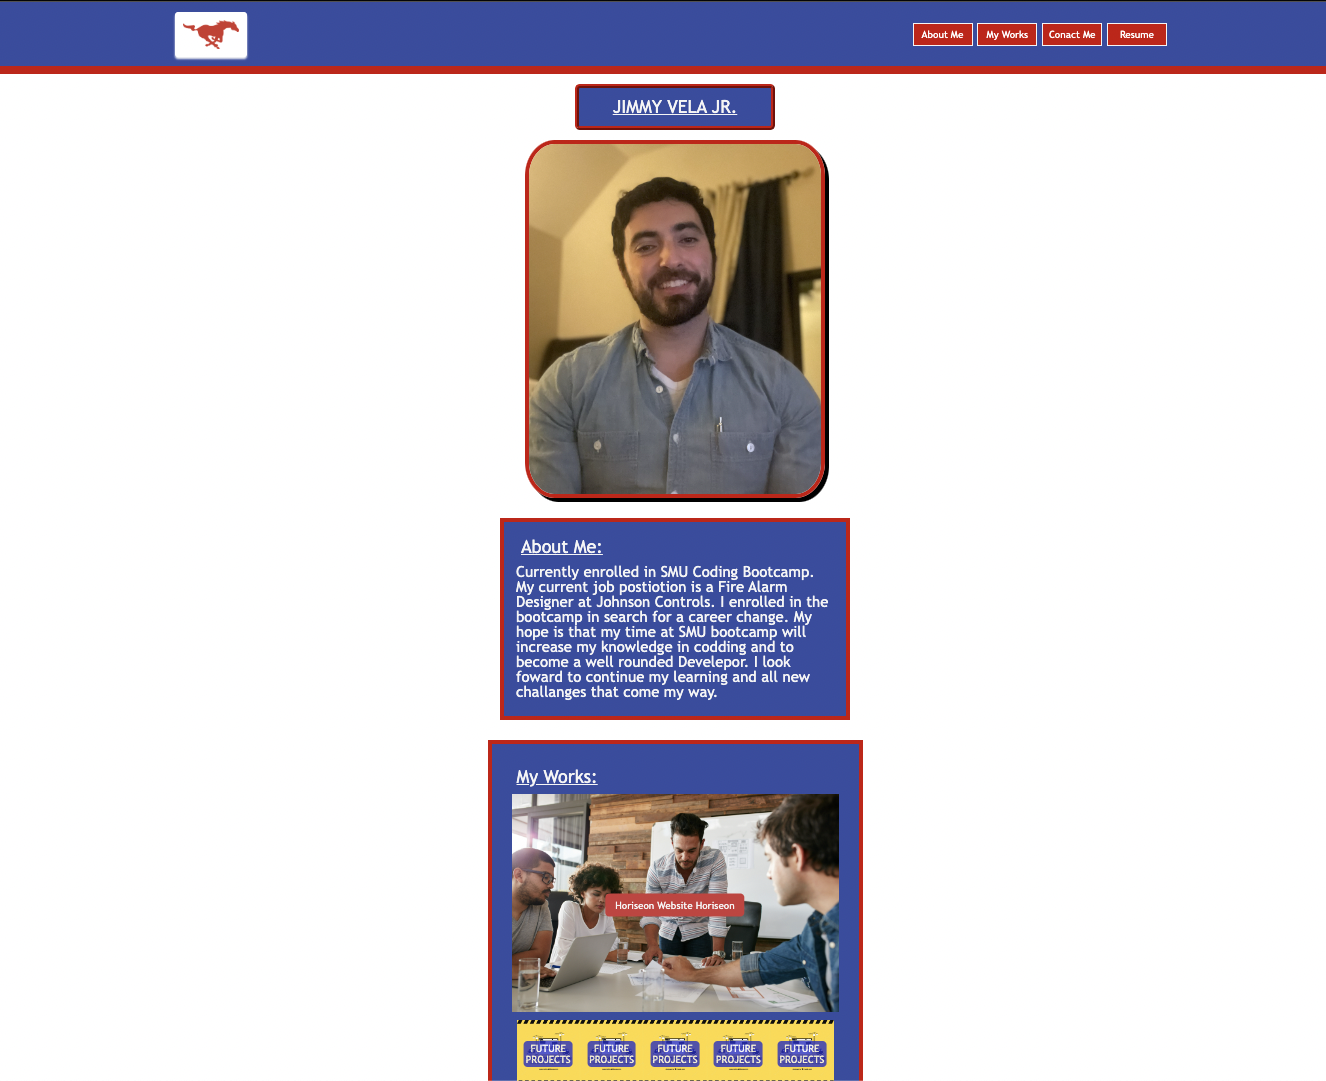 About Me My Works Conact Me Resume
JIMMY VELA JR.
About Me:
Currently enrolled in SMU Coding Bootcamp.
My current job postiotion is a Fire Alarm
Designer at Johnson Controls. I enrolled in the
bootcamp in search for a career change. My
hope is that my time at SMU bootcamp will
increase my knowledge in codding and to
become a well rounded Develepor. I look
foward to continue my learning and all new
challanges that come my way.
My Works:
Horiseon Website Horiseon
FUTURE FUTURE FUTURE FUTURE FUTURE
PROJECTS PROJECTS PROJECTS PROJECTS PROJECTS